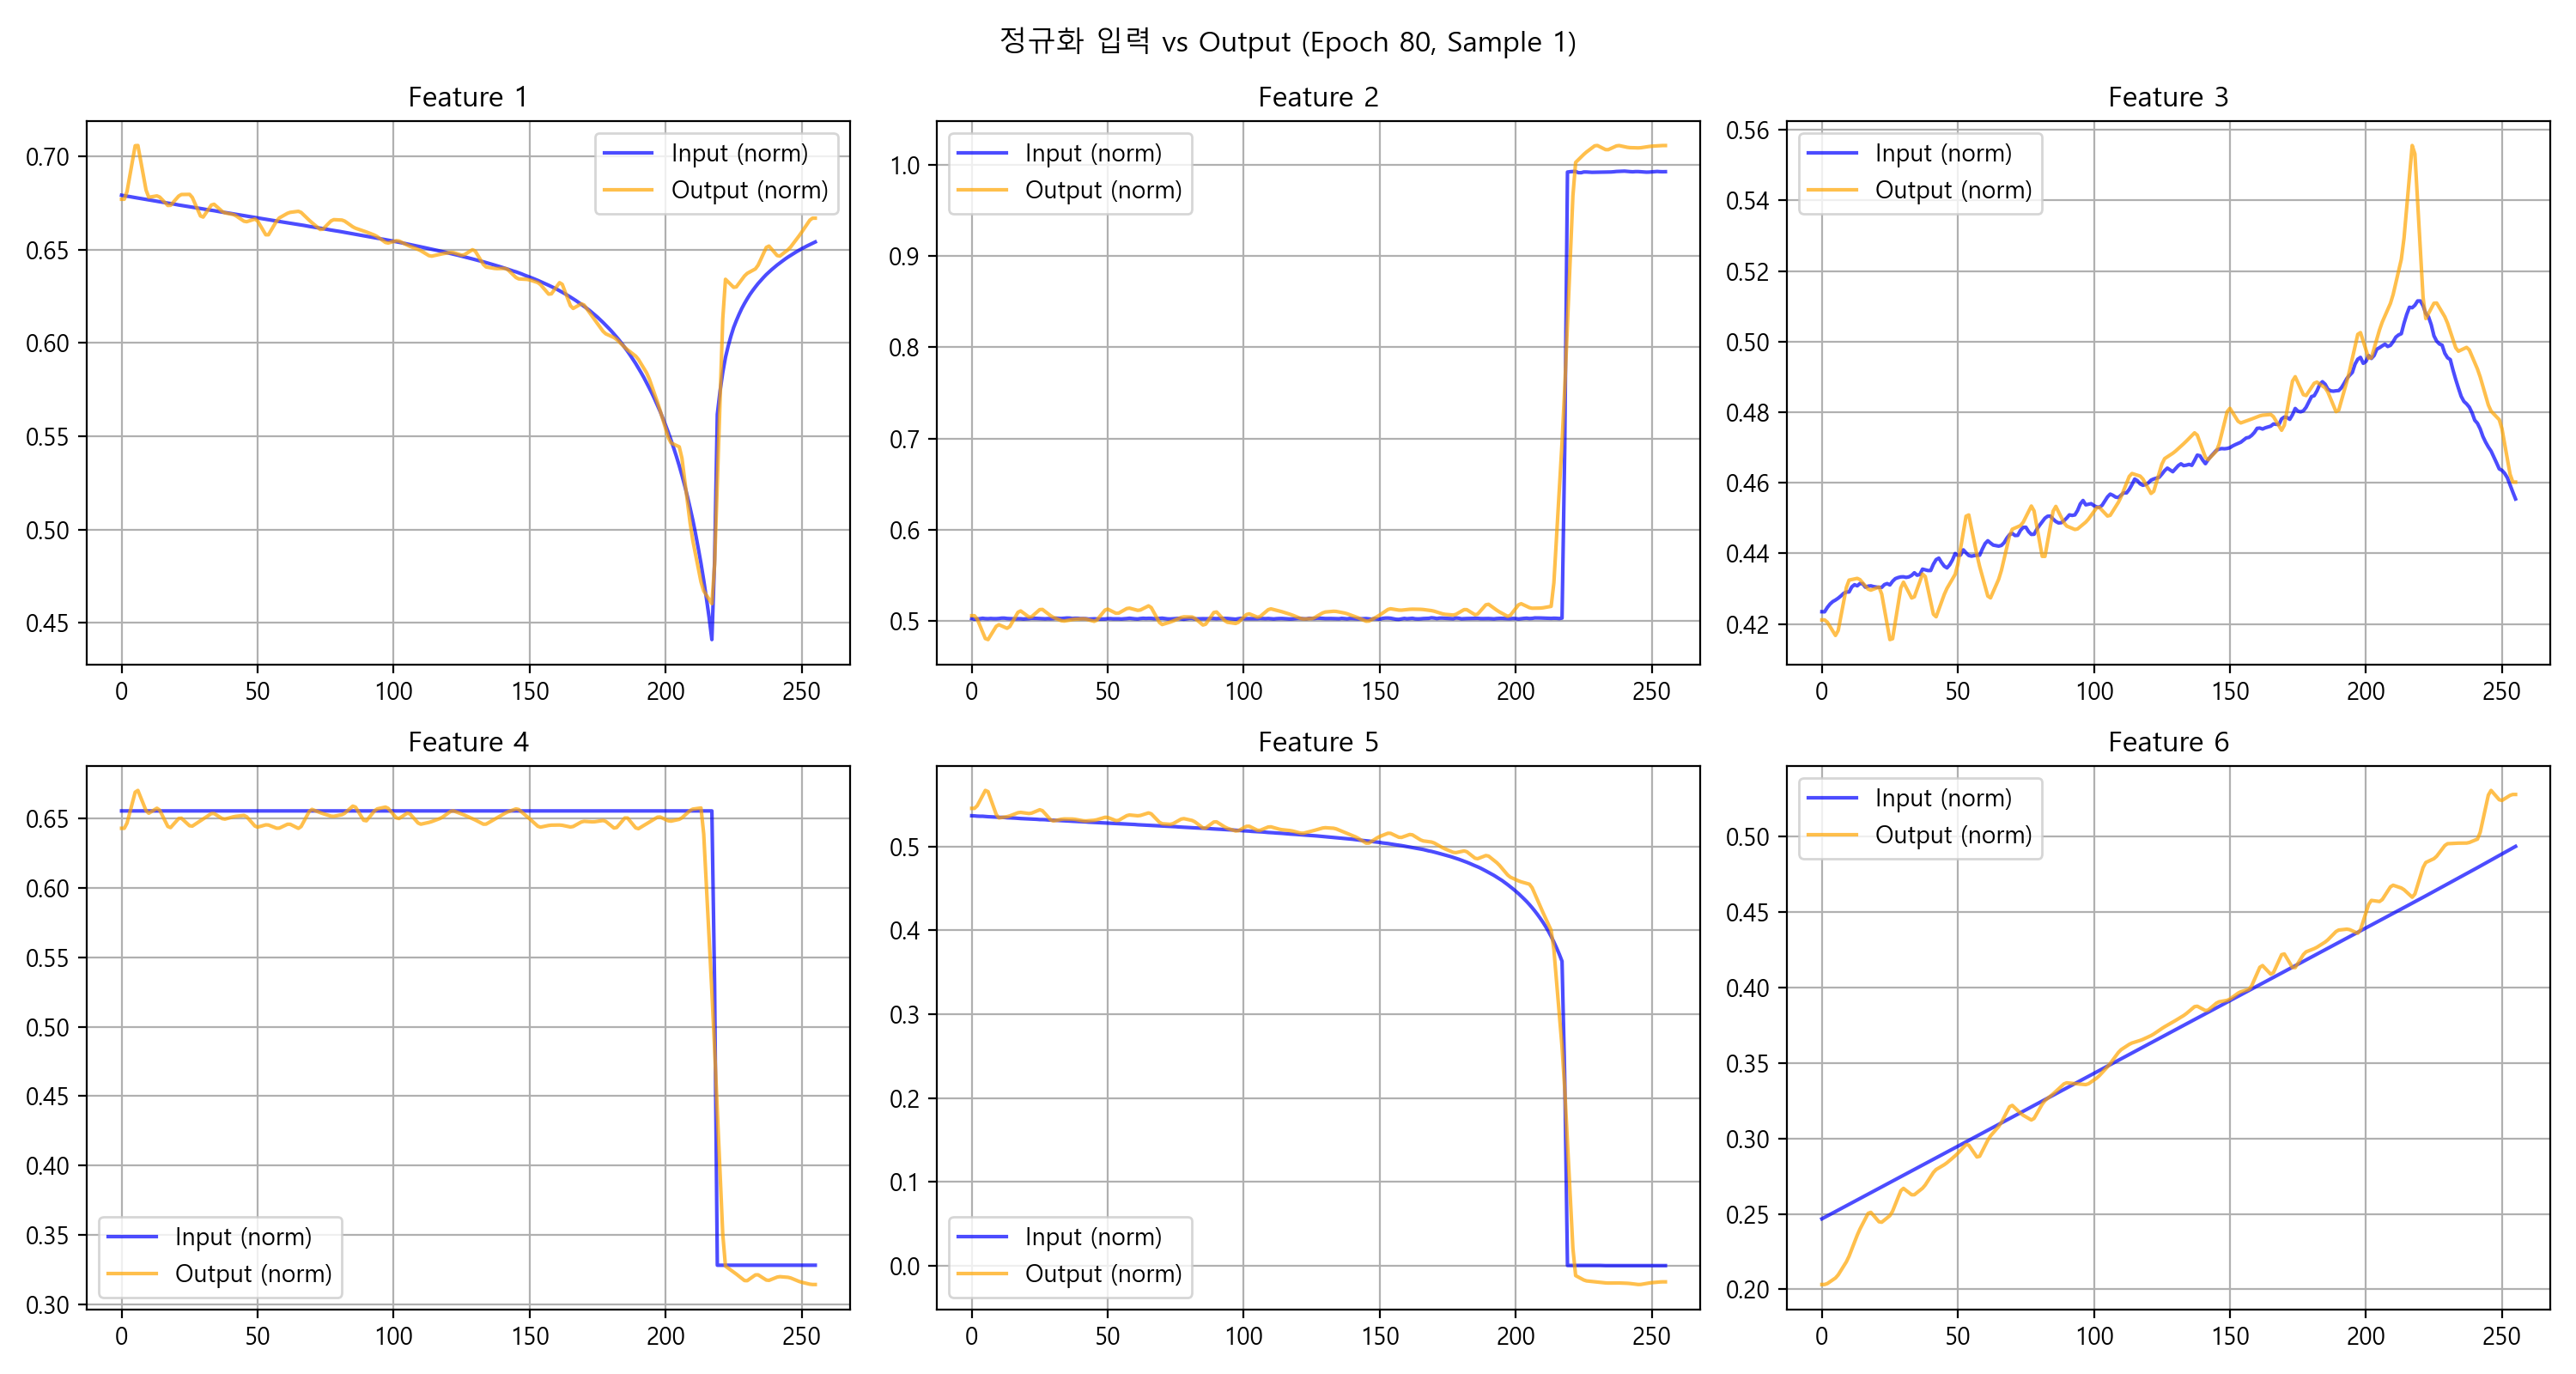 정규화 입력 vs Output (Epoch 80, Sample 1)
Feature 1
0.70
0.65
0.60
0.55
0.50
0.45
0 50 100 150 200 250
Input (norm)
Output (norm)
Feature 2
1.0
0.9
0.8
0.7
0.6
0.5
0 50 100 150 200 250
Input (norm)
Output (norm)
Feature 3
0.56
0.54
0.52
0.50
0.48
0.46
0.44
0.42
0 50 100 150 200 250
Input (norm)
Output (norm)
Feature 4
0.65
0.60
0.55
0.50
0.45
0.40
0.35
0.30
0 50 100 150 200 250
Input (norm)
Output (norm)
Feature 5
0.5
0.4
0.3
0.2
0.1
0.0
0 50 100 150 200 250
Input (norm)
Output (norm)
Feature 6
0.50
0.45
0.40
0.35
0.30
0.25
0.20
0 50 100 150 200 250
Input (norm)
Output (norm)